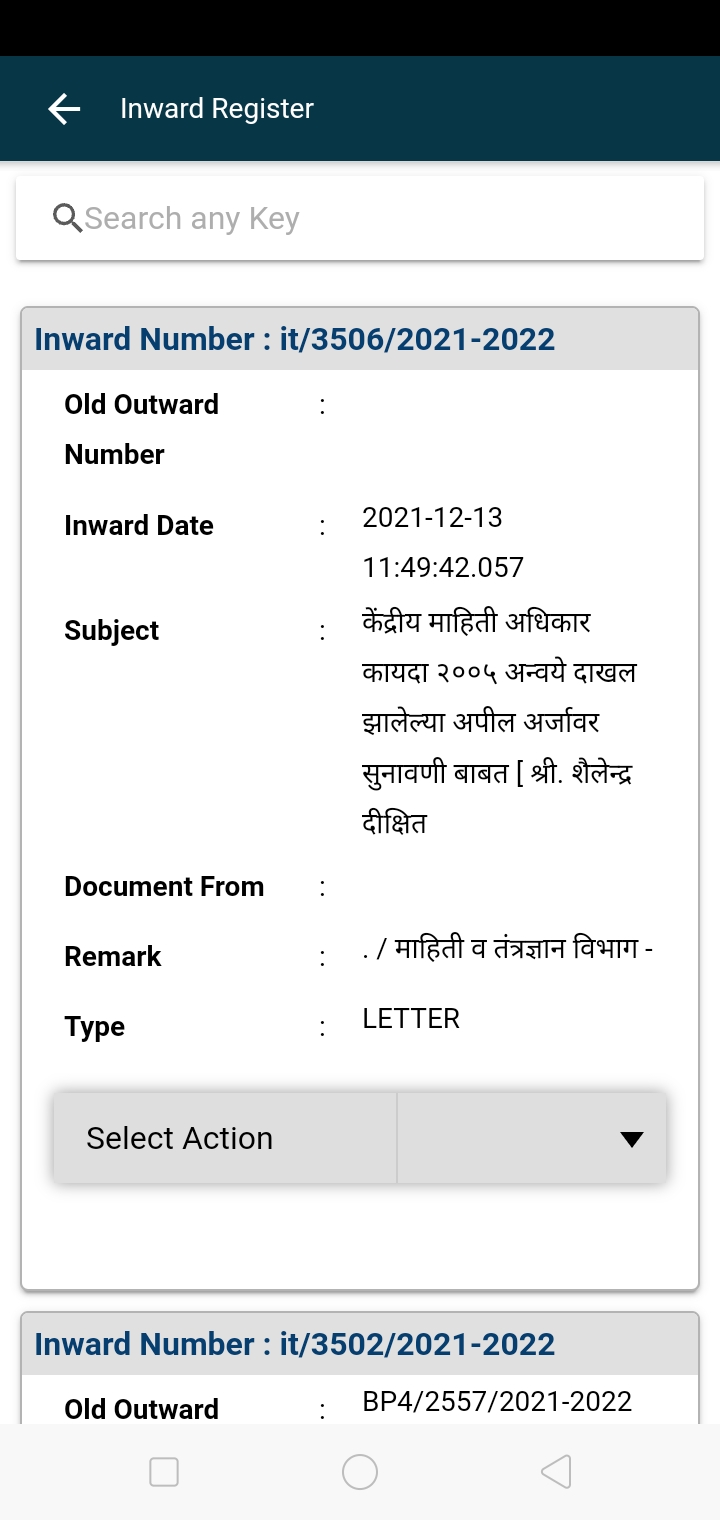 Inward Register
Search any Key
Inward Number : it/3506/2021-2022
Old Outward :
Number
Inward Date : 2021-12-13
11:49:42.057
Subject : केंद्रीय माहिती अधिकार
कायदा २००५ अन्वये दाखल
झालेल्या अपील अर्जावर
सुनावणी बाबत [ श्री. शैलेन्द्र
दीक्षित
Document From :
Remark : . / माहिती व तंत्रज्ञान विभाग -
Type : LETTER
Select Action
Inward Number : it/3502/2021-2022
Old Outward : BP4/2557/2021-2022